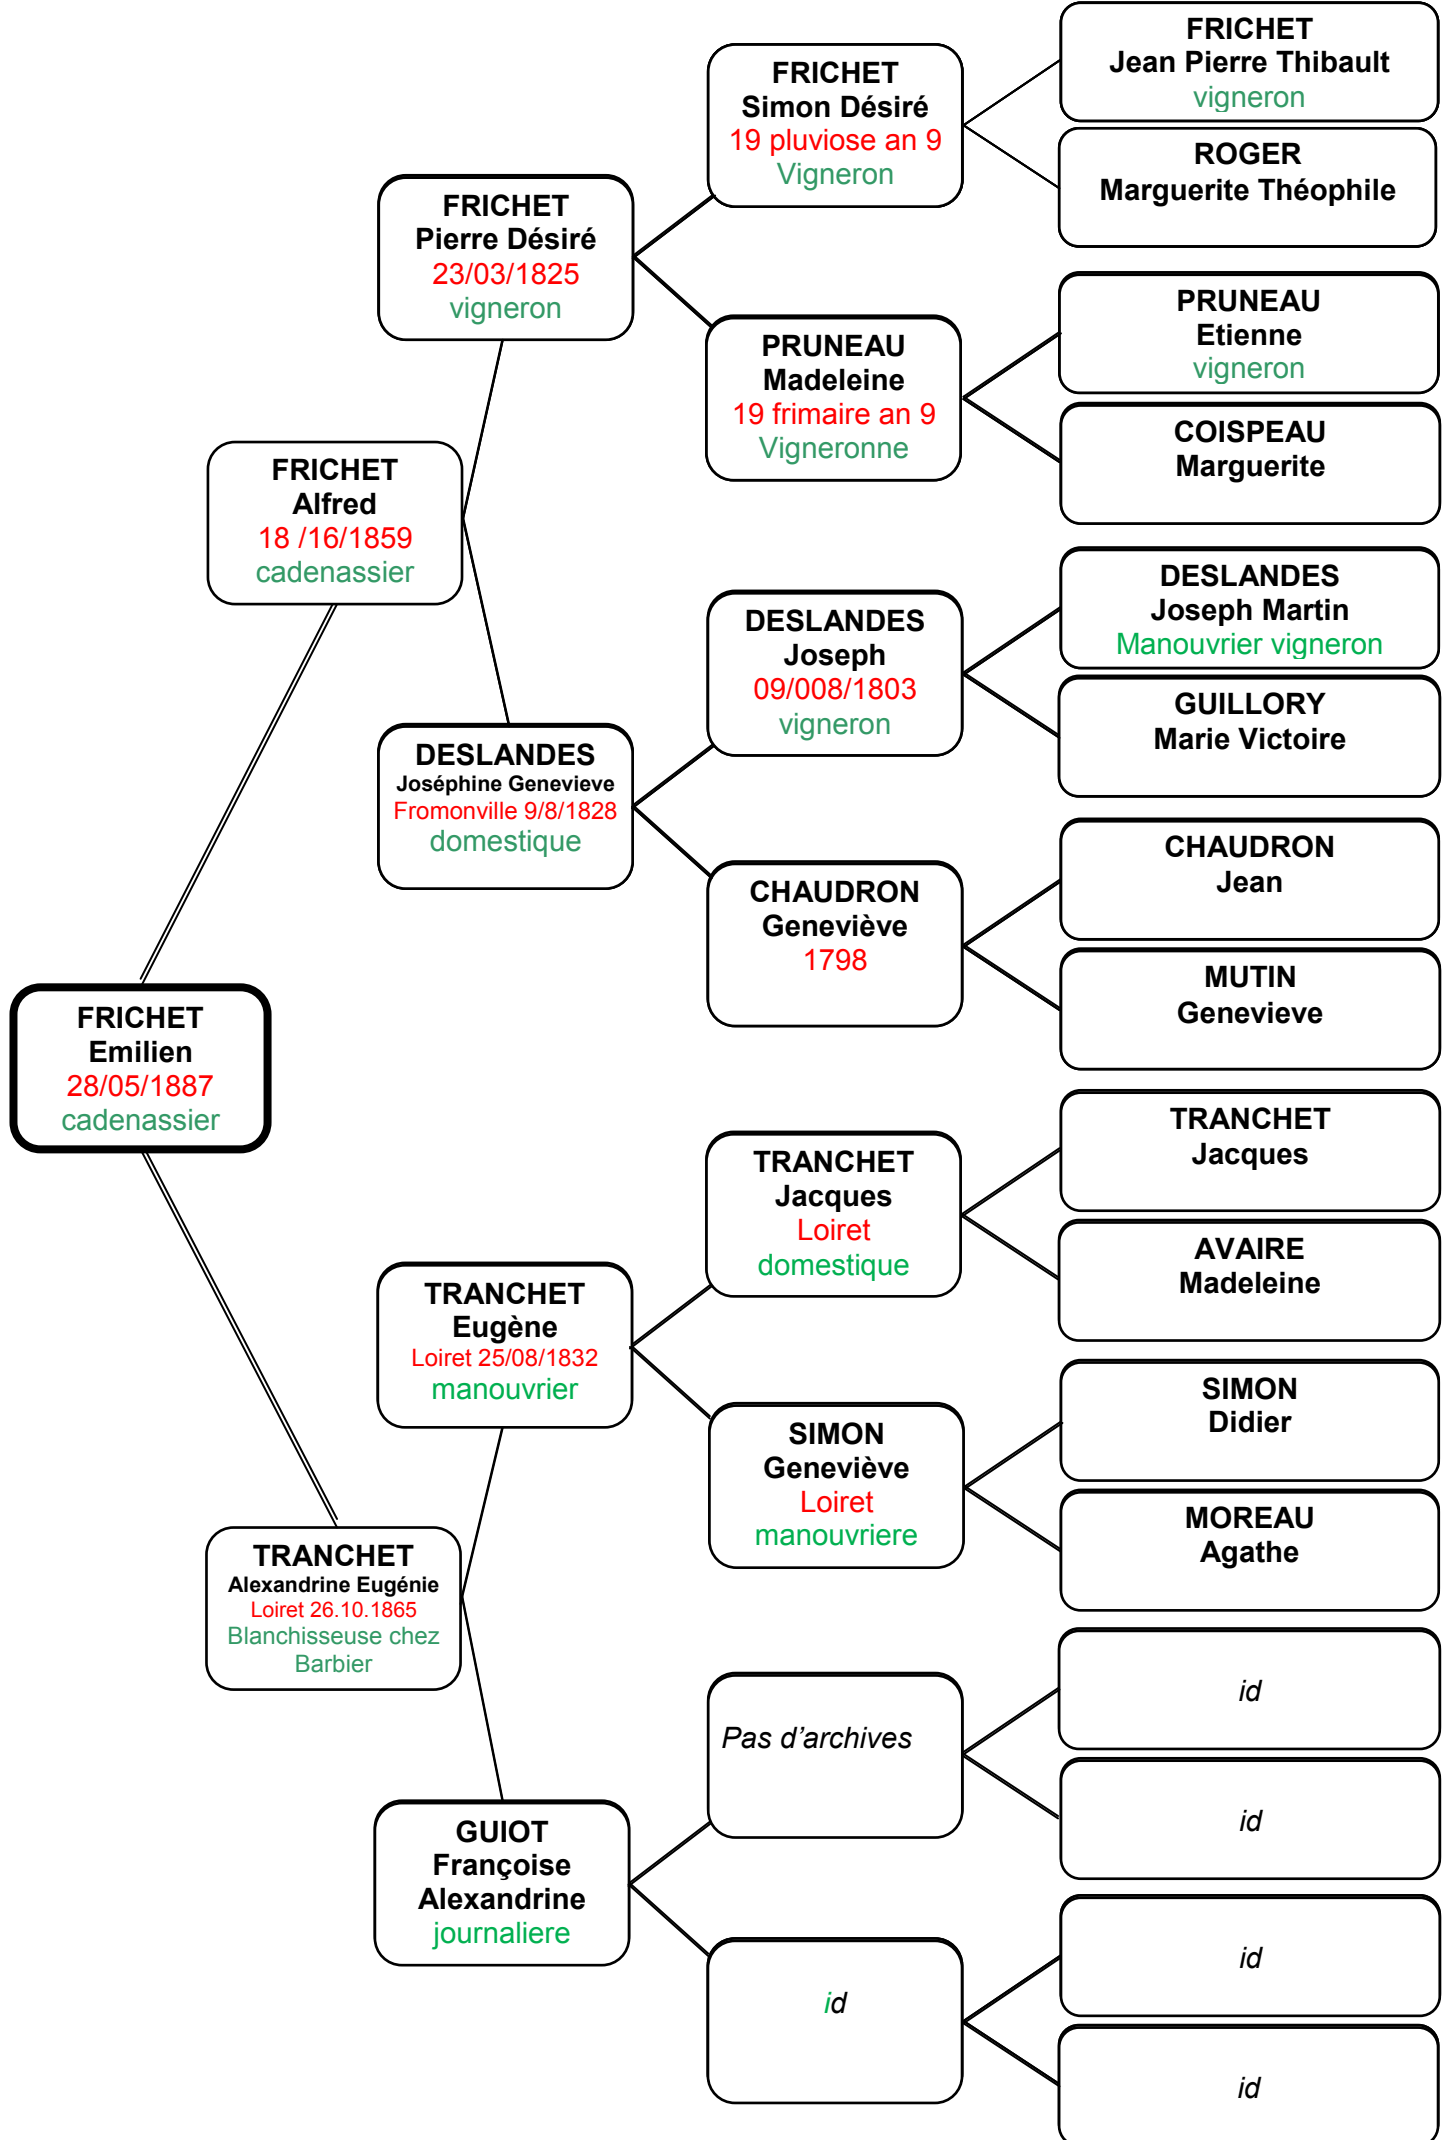 FRICHET
Jean Pierre Thibault
vigneron
FRICHET
Simon Désiré
19 pluviose an 9
Vigneron
ROGER
Marguerite Théophile
FRICHET
Pierre Désiré
23/03/1825
vigneron
PRUNEAU
Etienne
vigneron
PRUNEAU
Madeleine
19 frimaire an 9
Vigneronne
COISPEAU
Marguerite
FRICHET
Alfred
18 /16/1859
cadenassier
DESLANDES
Joseph Martin
Manouvrier vigneron
DESLANDES
Joseph
09/008/1803
vigneron
GUILLORY
Marie Victoire
DESLANDES
Joséphine Genevieve
Fromonville 9/8/1828
domestique
CHAUDRON
Jean
CHAUDRON
Geneviève
1798
MUTIN
Genevieve
FRICHET
Emilien
28/05/1887
cadenassier
TRANCHET
Jacques
TRANCHET
Jacques
Loiret
domestique
AVAIRE
Madeleine
TRANCHET
Eugène
Loiret 25/08/1832
manouvrier
SIMON
Didier
SIMON
Geneviève
Loiret
manouvriere
MOREAU
Agathe
TRANCHET
Alexandrine Eugénie
Loiret 26.10.1865
Blanchisseuse chez
Barbier
id
Pas d’archives
id
GUIOT
Françoise
Alexandrine
journaliere
id
id
id